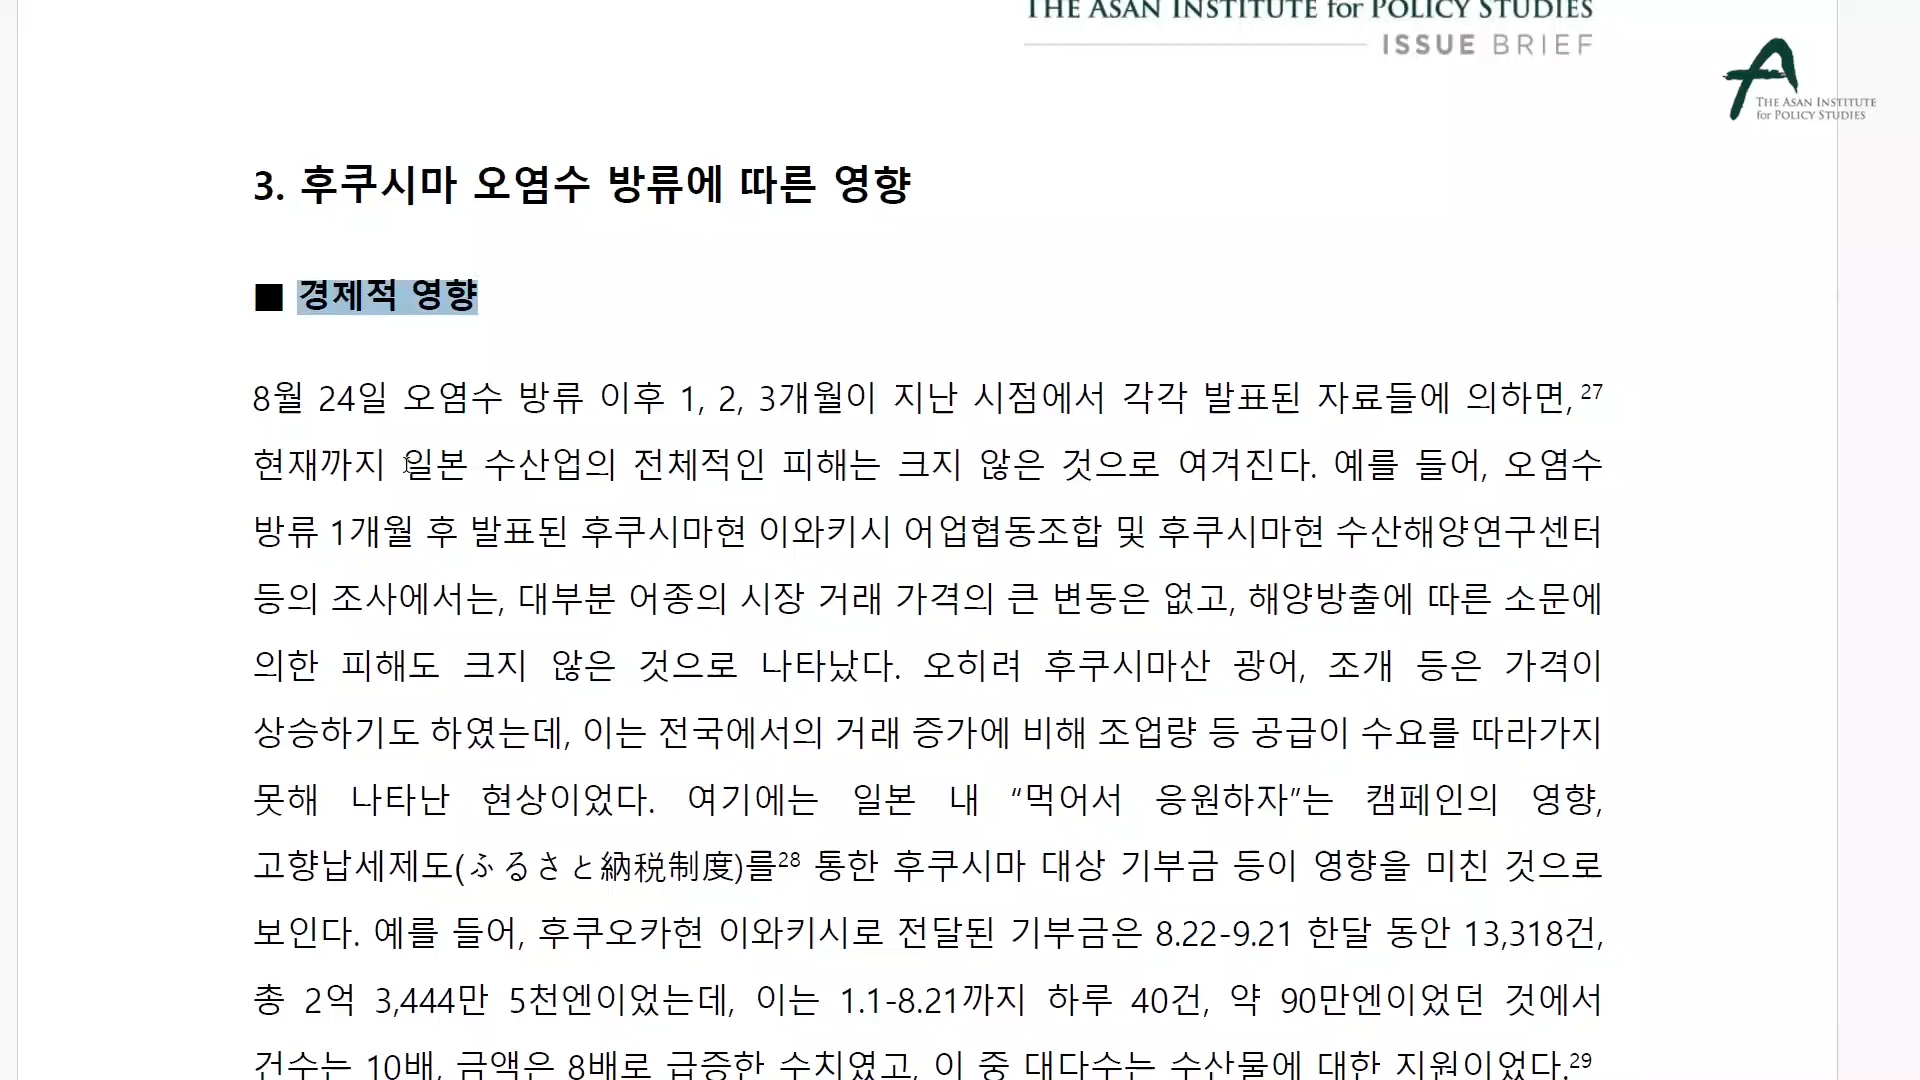 THE ASAN INSTITUTE for POLICY STUDIES
ISSUE BRIEF
THE ASAN INSTITUTE
for POLICY STUDIES
3. 후쿠시마 오염수 방류에 따른 영향
■ 경제적 영향
8월 24일 오염수 방류 이후 1, 2, 3개월이 지난 시점에서 각각 발표된 자료들에 의하면,27
현재까지 일본 수산업의 전체적인 피해는 크지 않은 것으로 여겨진다. 예를 들어, 오염수
방류 1개월 후 발표된 후쿠시마현 이와키시 어업협동조합 및 후쿠시마현 수산해양연구센터
등의 조사에서는, 대부분 어종의 시장 거래 가격의 큰 변동은 없고, 해양방출에 따른 소문에
의한 피해도 크지 않은 것으로 나타났다. 오히려 후쿠시마산 광어, 조개 등은 가격이
상승하기도 하였는데, 이는 전국에서의 거래 증가에 비해 조업량 등 공급이 수요를 따라가지
못해 나타난 현상이었다. 여기에는 일본 내 “먹어서 응원하자”는 캠페인의 영향,
고향납세제도(ふるさと納税制度)를28 통한 후쿠시마 대상 기부금 등이 영향을 미친 것으로
보인다. 예를 들어, 후쿠오카현 이와키시로 전달된 기부금은 8.22-9.21 한달 동안 13,318건,
총 2억 3,444만 5천엔이었는데, 이는 1.1-8.21까지 하루 40건, 약 90만엔이었던 것에서
건수는 10배, 금액은 8배로 급증한 수치였고, 이 중 대다수는 수산물에 대한 지원이었다.29